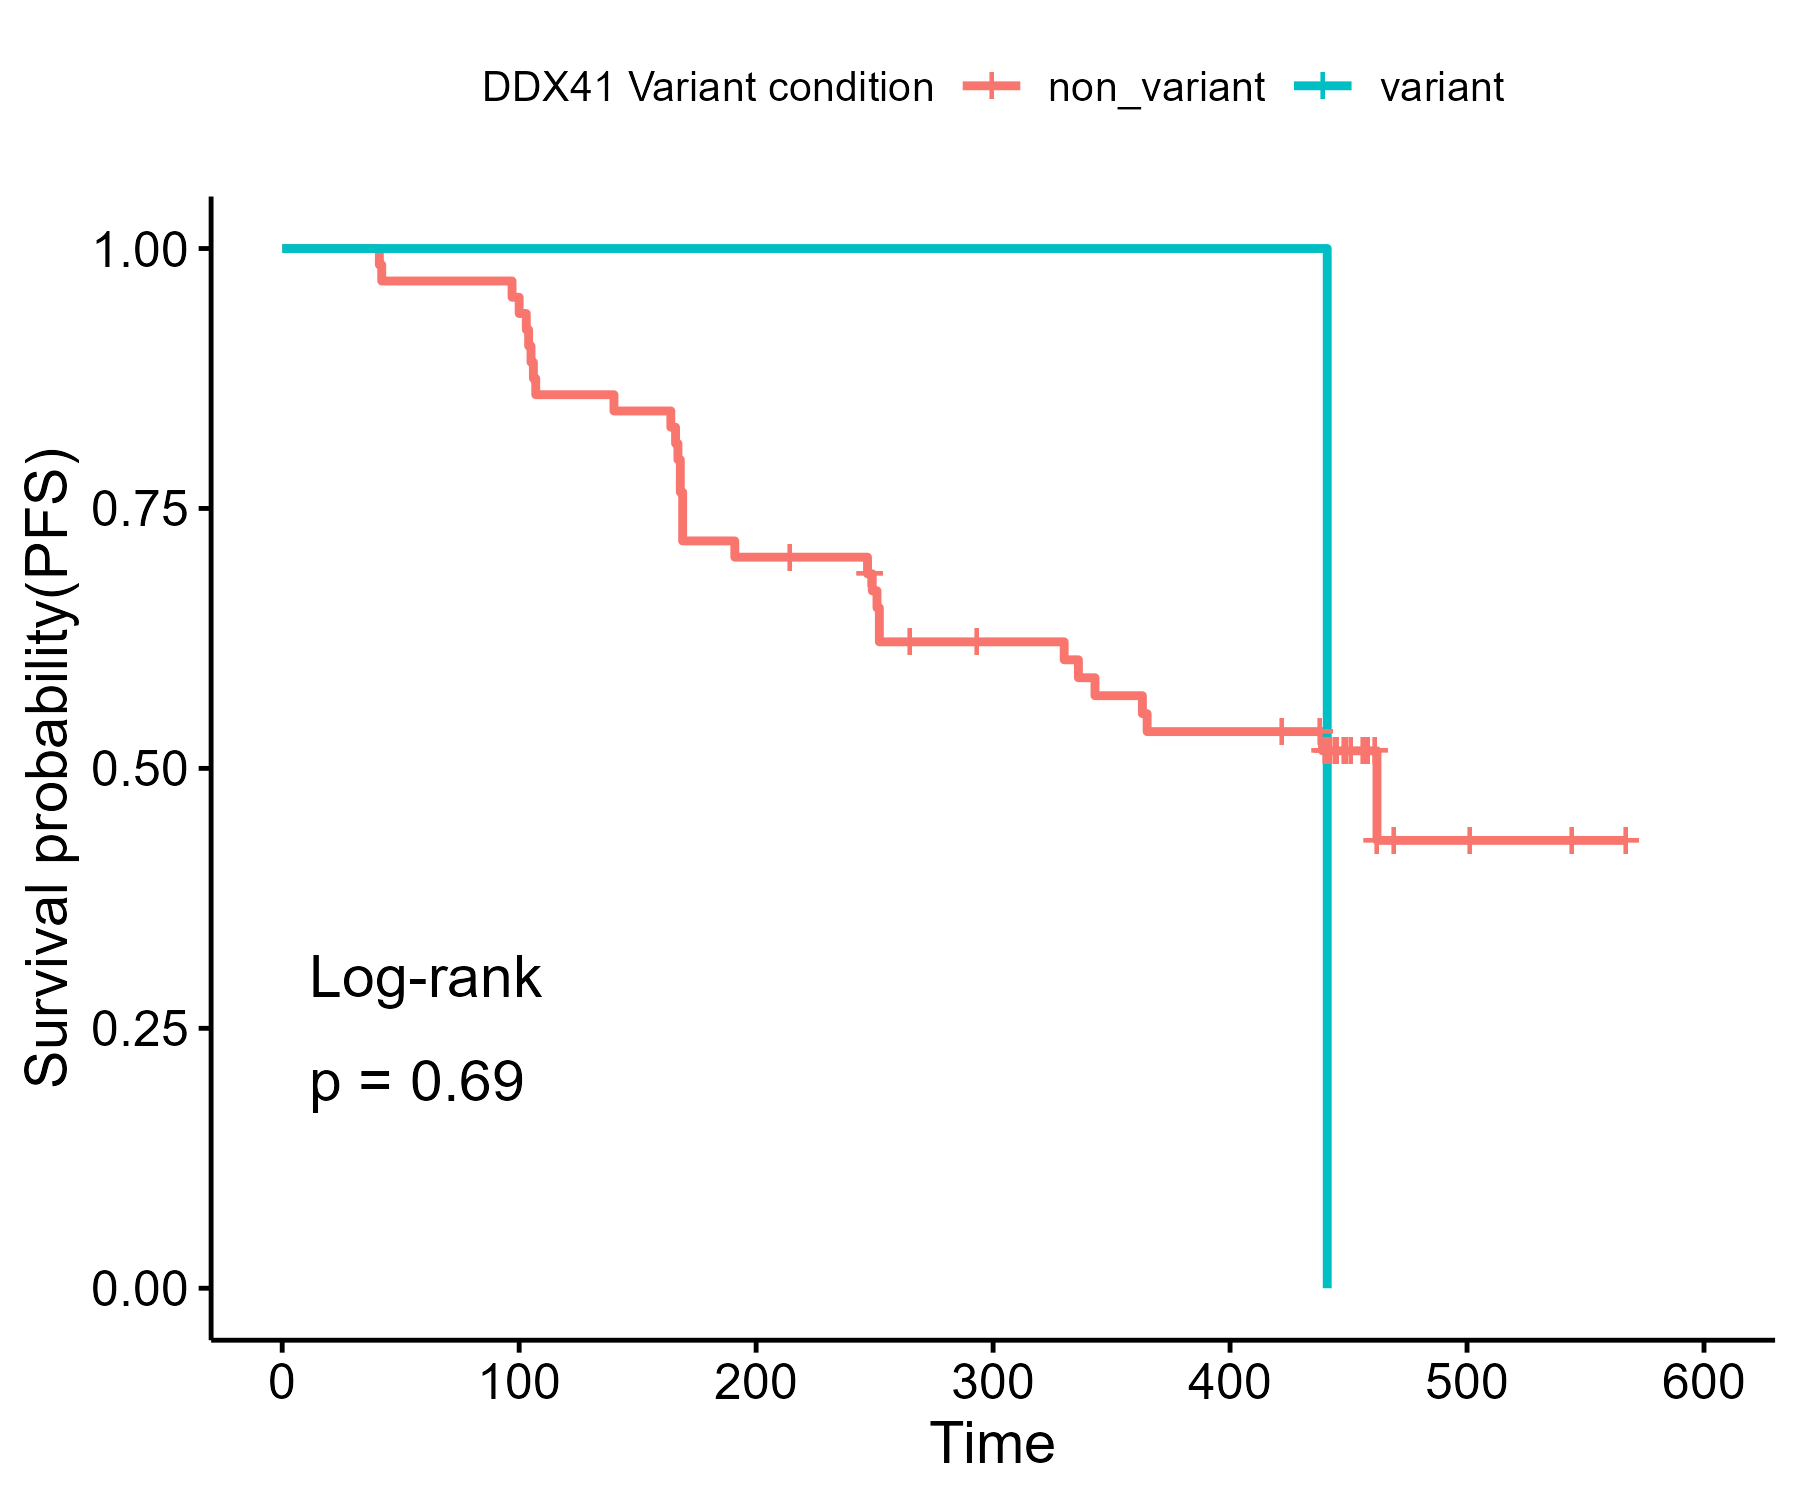 DDX41 Variant condition non_variant variant
Survival probability(PFS)
1.00
0.75
0.50
0.25
0.00
Log-rank
p = 0.69
0 100 200 300 400 500 600
Time